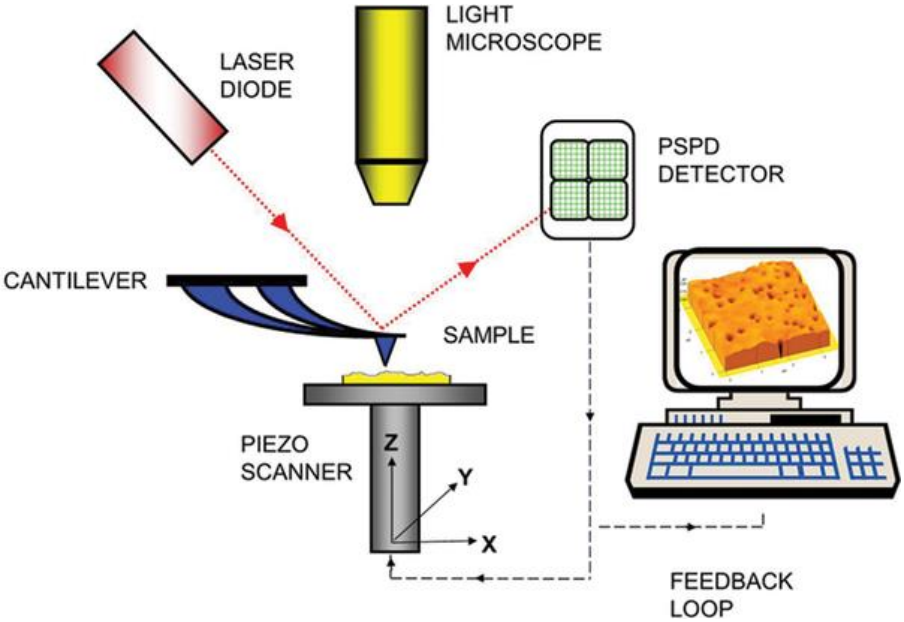 LIGHT
MICROSCOPE
LASER
DIODE
PSPD
DETECTOR
CANTILEVER
SAMPLE
PIEZO
SCANNER
Z
Y
X
FEEDBACK
LOOP